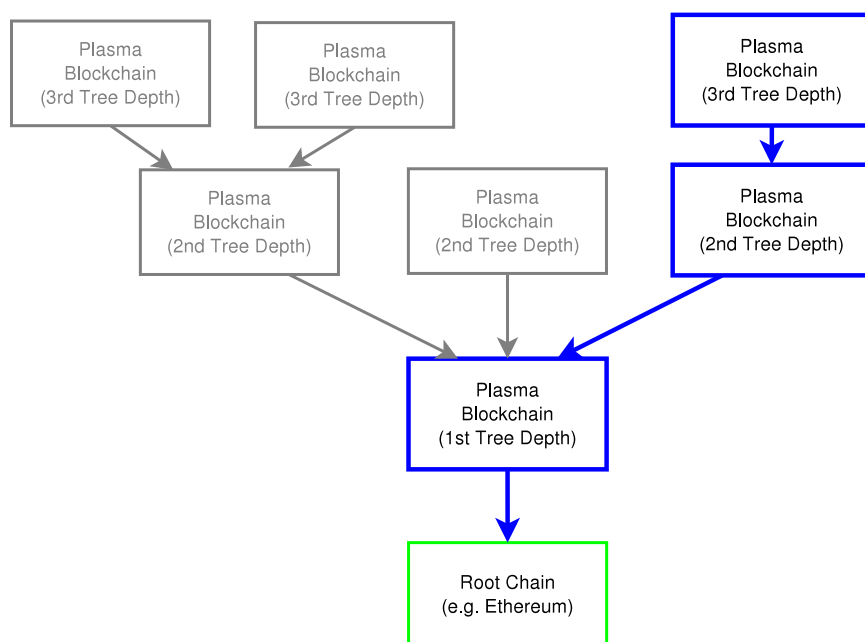 Plasma
Blockchain
(3rd Tree Depth)
Plasma
Blockchain
(3rd Tree Depth)
Plasma
Blockchain
(3rd Tree Depth)
Plasma
Blockchain
(2nd Tree Depth)
Plasma
Blockchain
(2nd Tree Depth)
Plasma
Blockchain
(2nd Tree Depth)
Plasma
Blockchain
(1st Tree Depth)
Root Chain
(e.g. Ethereum)